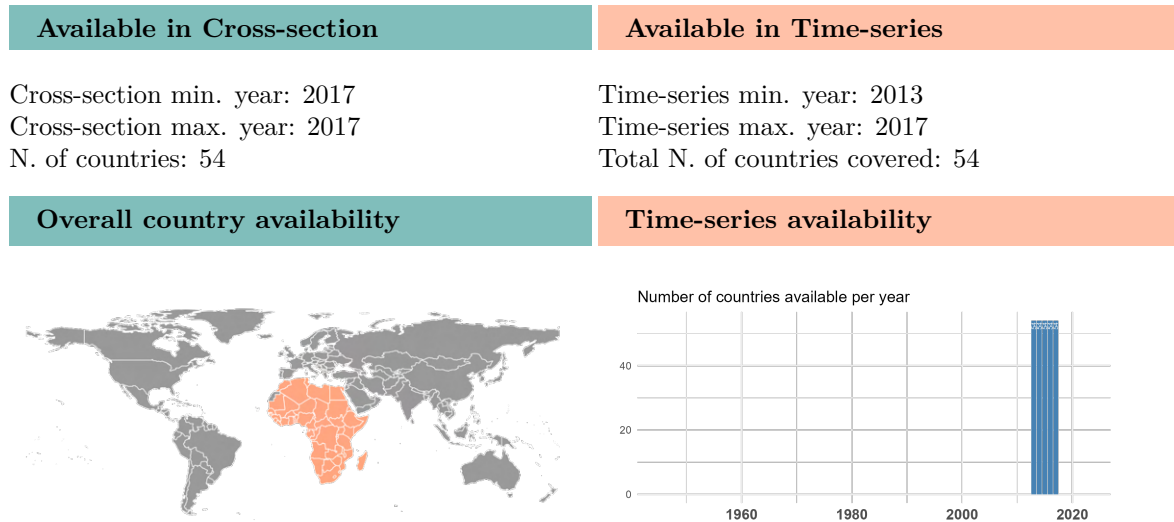 Available in Cross-section
Available in Time-series
Cross-section min. year: 2017
Cross-section max. year: 2017
N. of countries: 54
Time-series min. year: 2013
Time-series max. year: 2017
Total N. of countries covered: 54
Overall country availability
Time-series availability
Number of countries available per year
40
20
0
1960
1980
2000
2020